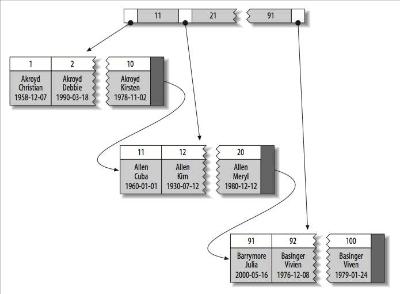 11 21 91
1 2 10
Akroyd Akroyd Akroyd
Christian Debbie Kirsten
1958-12-07 1990-03-18 1978-11-02
11 12 20
Allen Allen Allen
Cuba Kim Meryl
1960-01-01 1930-07-12 1980-12-12
91 92 100
Barrymore Basinger Basinger
Julia Vivien Viven
2000-05-16 1976-12-08 1979-01-24